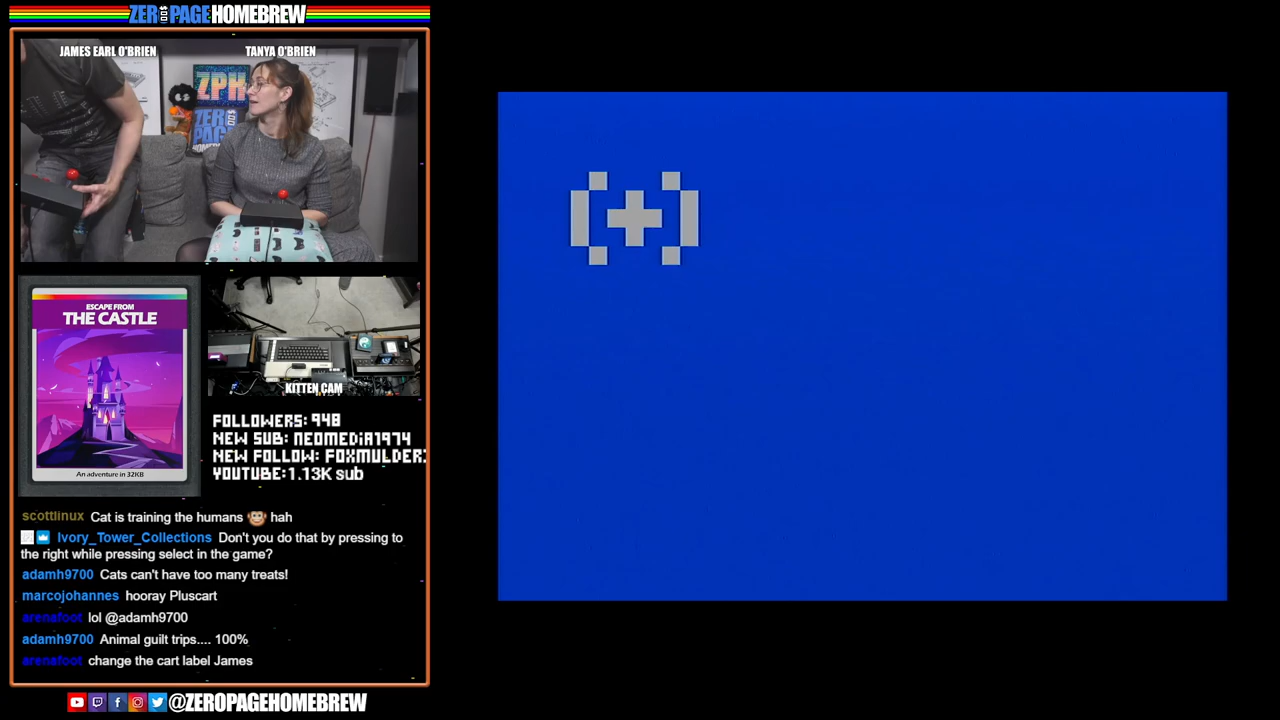 ZEROPAGE HOMEBREW
JAMES EARL O'BRIEN
TANYA O'BRIEN
ZPH
ZERO
PAGE
ESCAPE FROM
THE CASTLE
An adventure in 32KB
KITTEN CAM
FOLLOWERS: 948
NEW SUB: NEOMEDIA1974
NEW FOLLOW: FOXMULDER
YOUTUBE:1.13K sub
(+)
scottlinux Cat is training the humans hah
Ivory_Tower_Collections Don't you do that by pressing to
the right while pressing select in the game?
adamh9700 Cats can't have too many treats!
marcojohannes hooray Pluscart
arenafoot lol @adamh9700
adamh9700 Animal guilt trips.... 100%
arenafoot change the cart label James
@ZEROPAGEHOMEBREW